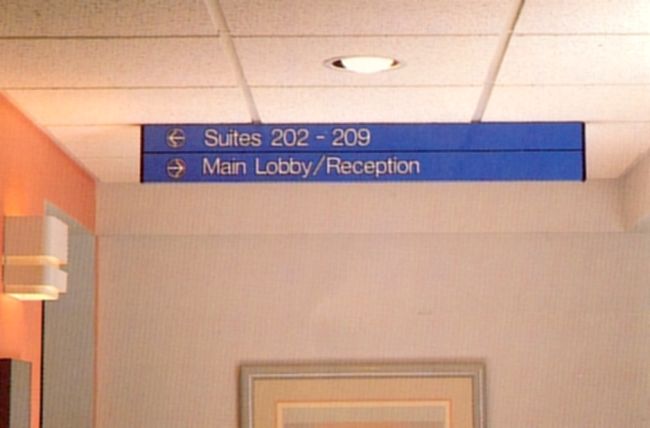 ← Suites 202 - 209
→ Main Lobby/Reception